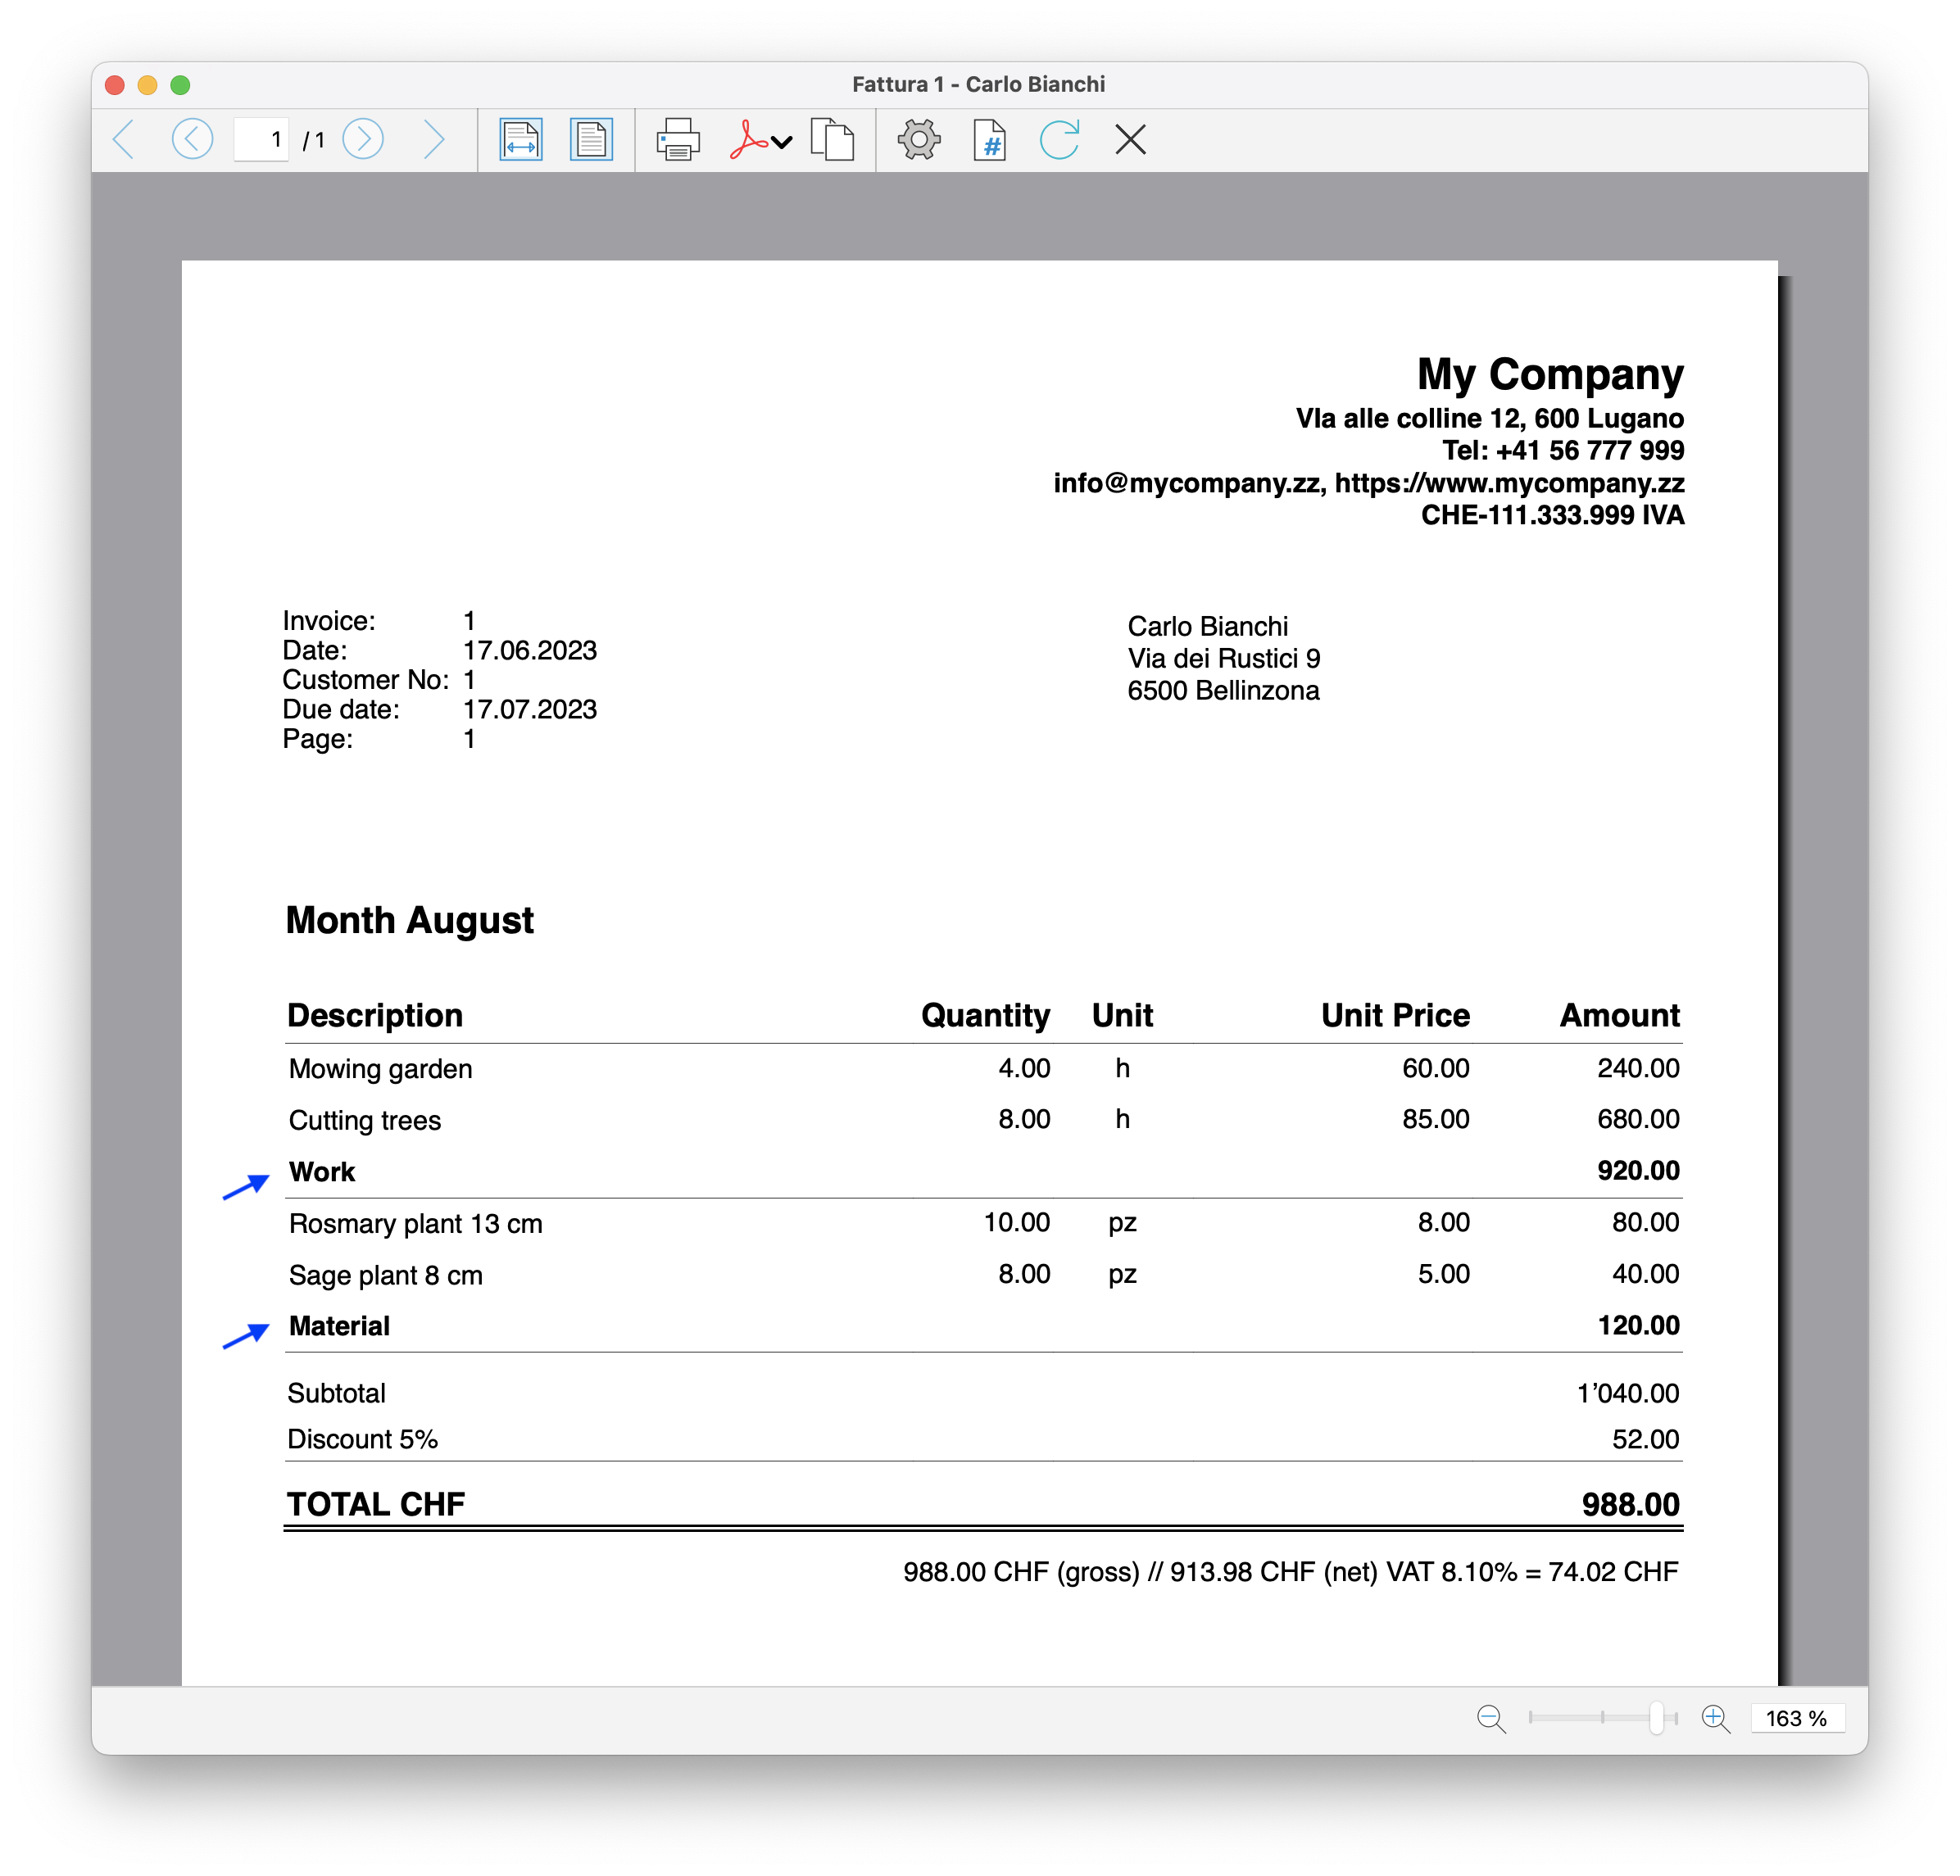 Fattura 1 - Carlo Bianchi
1 / 1
#
My Company
VIa alle colline 12, 600 Lugano
Tel: +41 56 777 999
info@mycompany.zz, https://www.mycompany.zz
CHE-111.333.999 IVA
Invoice: 1
Date: 17.06.2023
Customer No: 1
Due date: 17.07.2023
Page: 1
Carlo Bianchi
Via dei Rustici 9
6500 Bellinzona
Month August
Description Quantity Unit Unit Price Amount
Mowing garden 4.00 h 60.00 240.00
Cutting trees 8.00 h 85.00 680.00
Work 920.00
Rosmary plant 13 cm 10.00 pz 8.00 80.00
Sage plant 8 cm 8.00 pz 5.00 40.00
Material 120.00
Subtotal 1’040.00
Discount 5% 52.00
TOTAL CHF 988.00
988.00 CHF (gross) // 913.98 CHF (net) VAT 8.10% = 74.02 CHF
163 %